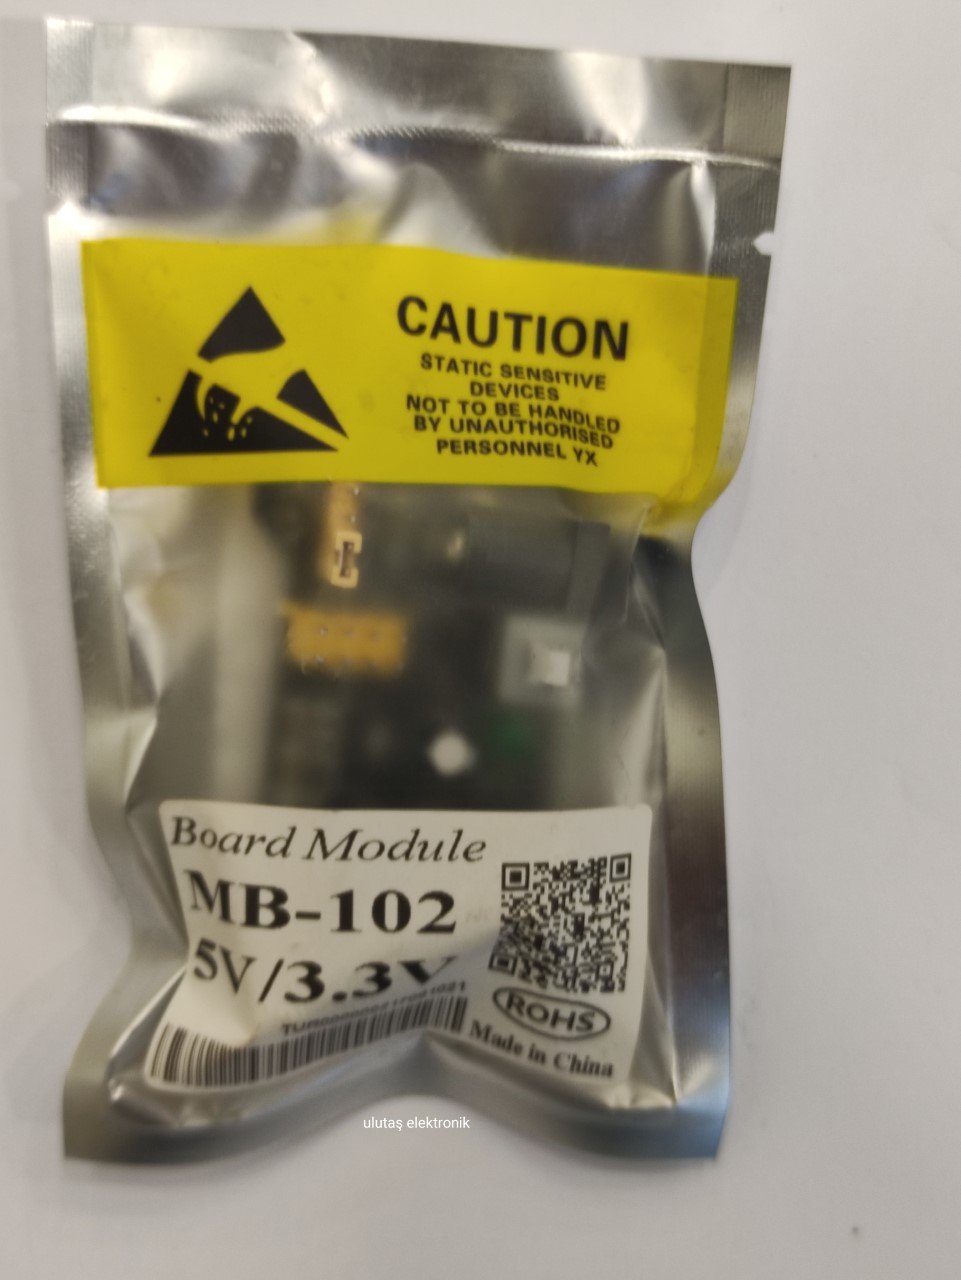 CAUTION
STATIC SENSITIVE
DEVICES
NOT TO BE HANDLED
BY UNAUTHORISED
PERSONNEL YX
Board Module
MB-102
5V/3.3V
ROHS
Made in China
ulutaş elektronik